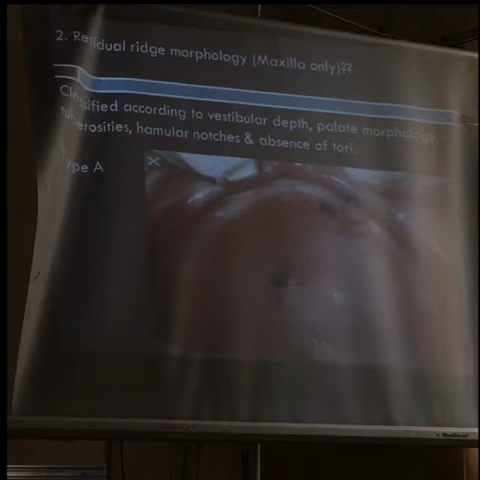 2. Residual ridge morphology (Maxilla only)??
Classified according to vestibular depth, palate morphology,
tuberosities, hamular notches & absence of tori.
Type A